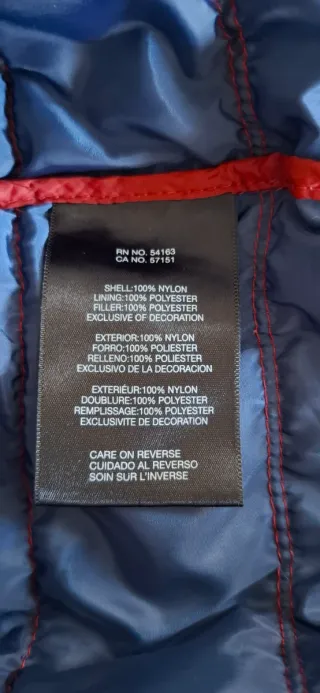 RN NO. 54163
CA NO. 57151
SHELL:100% NYLON
LINING:100% POLYESTER
FILLER:100% POLYESTER
EXCLUSIVE OF DECORATION
EXTERIOR:100% NYLON
FORRO:100% POLIESTER
RELLENO:100% POLIESTER
EXCLUSIVO DE LA DECORACION
EXTERIEUR:100% NYLON
DOUBLURE:100% POLYESTER
REMPLISSAGE:100% POLYESTER
EXCLUSIVITE DE DECORATION
CARE ON REVERSE
CUIDADO AL REVERSO
SOIN SUR L'INVERSE